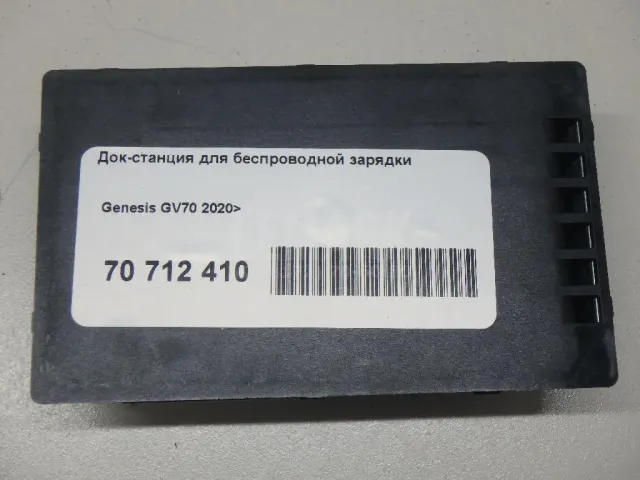 Док-станция для беспроводной зарядки
Genesis GV70 2020>
70 712 410